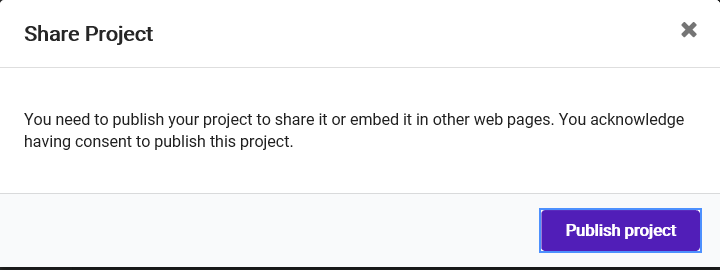 Share Project
You need to publish your project to share it or embed it in other web pages. You acknowledge
having consent to publish this project.
Publish project